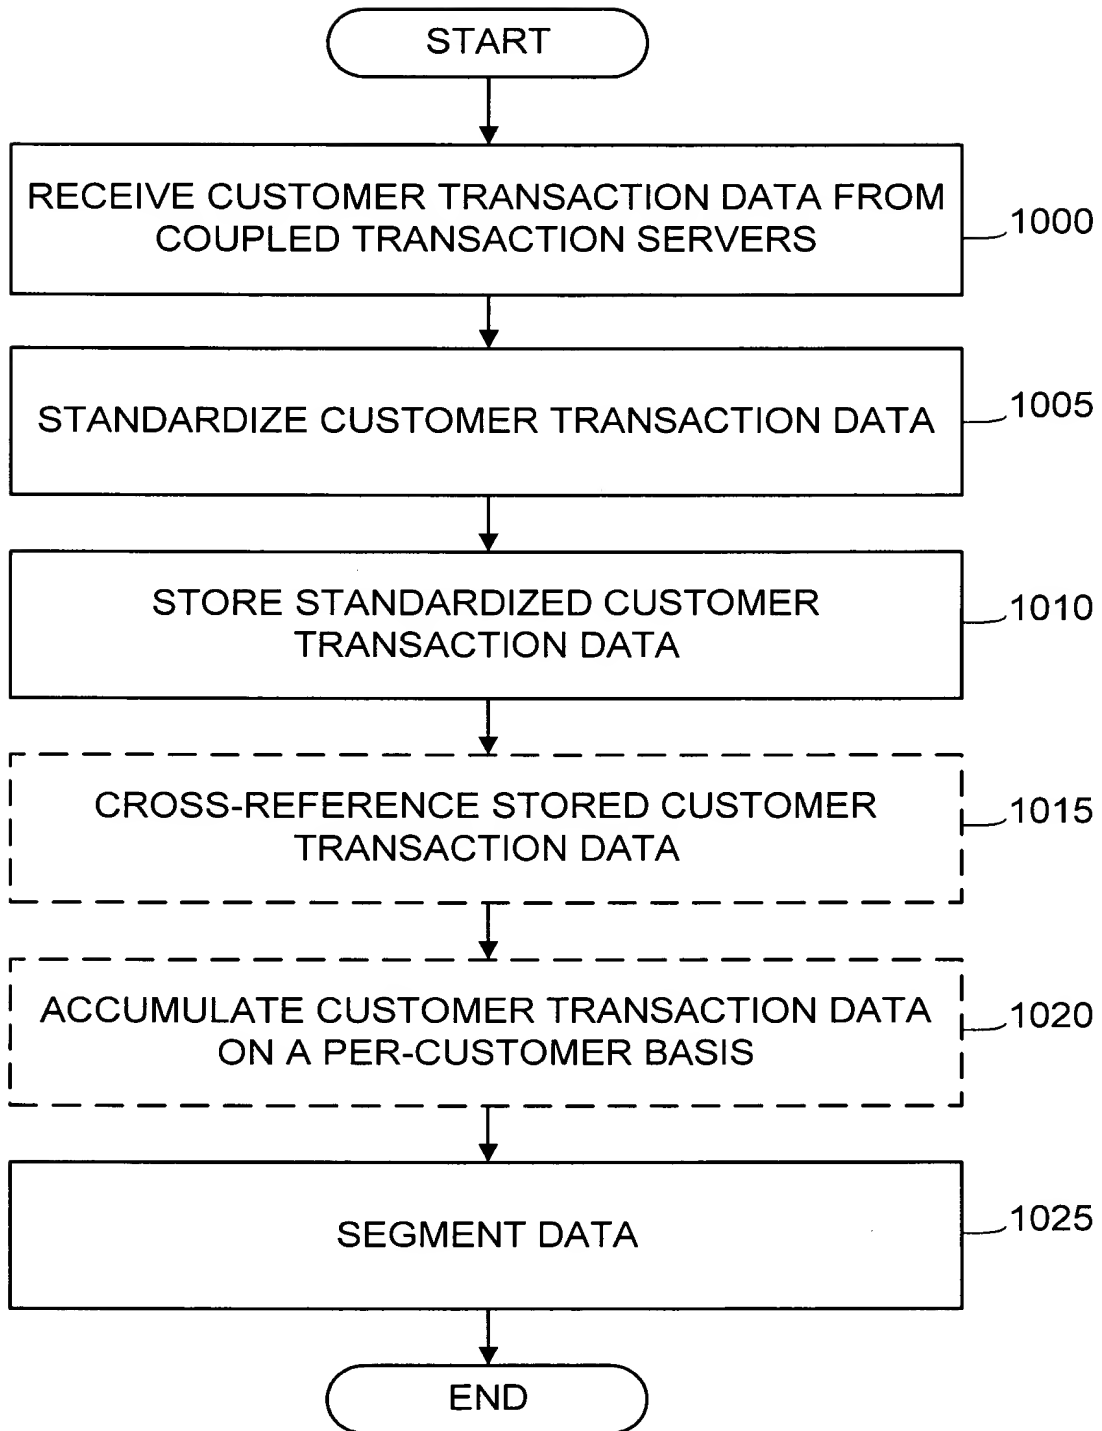 START
RECEIVE CUSTOMER TRANSACTION DATA FROM
COUPLED TRANSACTION SERVERS
1000
STANDARDIZE CUSTOMER TRANSACTION DATA
1005
STORE STANDARDIZED CUSTOMER
TRANSACTION DATA
1010
CROSS-REFERENCE STORED CUSTOMER
TRANSACTION DATA
1015
ACCUMULATE CUSTOMER TRANSACTION DATA
ON A PER-CUSTOMER BASIS
1020
SEGMENT DATA
1025
END